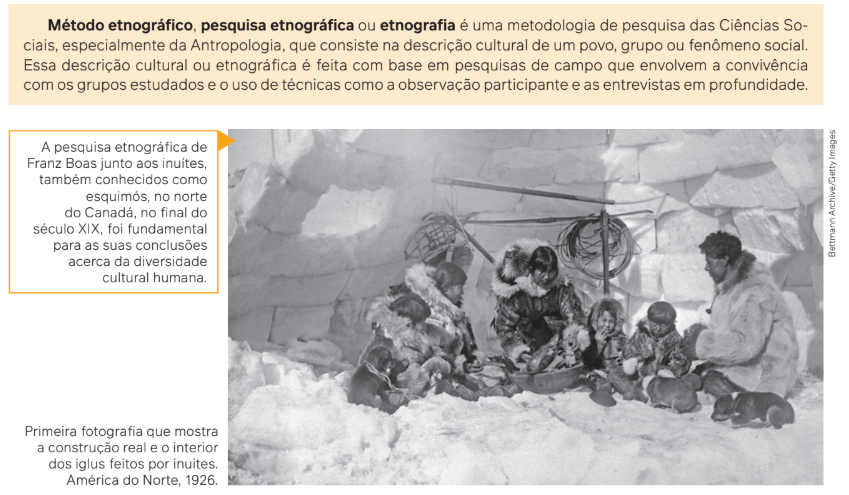 Método etnográfico, pesquisa etnográfica ou etnografia é uma metodologia de pesquisa das Ciências So-
ciais, especialmente da Antropologia, que consiste na descrição cultural de um povo, grupo ou fenômeno social.
Essa descrição cultural ou etnográfica é feita com base em pesquisas de campo que envolvem a convivência
com os grupos estudados e o uso de técnicas como a observação participante e as entrevistas em profundidade.
A pesquisa etnográfica de
Franz Boas junto aos inuítes,
também conhecidos como
esquimós, no norte
do Canadá, no final do
século XIX, foi fundamental
para as suas conclusões
acerca da diversidade
cultural humana.
Bettmann Archive/Getty Images
Primeira fotografia que mostra
a construção real e o interior
dos iglus feitos por inuites.
América do Norte, 1926.